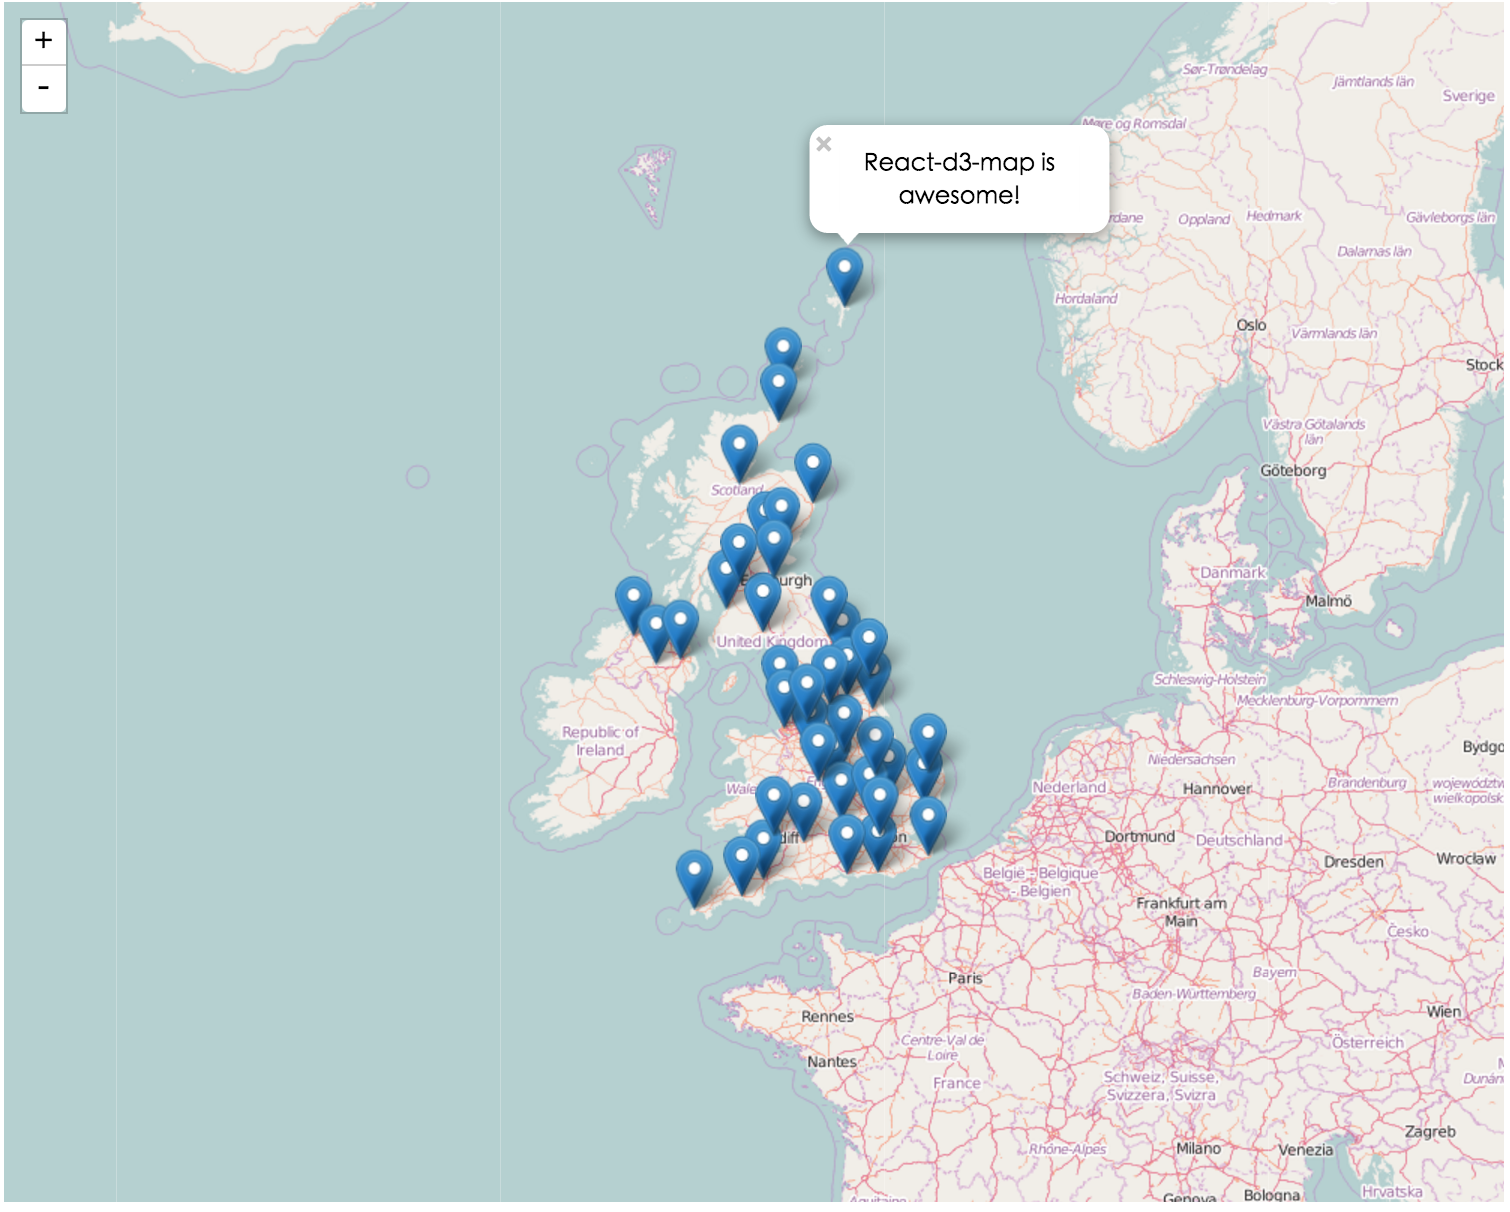 +
-
Sør-Trøndelag
Jämtlands län
Sverige
Møre og Romsdal
React-d3-map is
awesome!
rdane
Oppland
Hedmark
Gävleborgs län
Dalarnas län
Hordaland
Oslo
Värmlands län
Stock
Västra Götalands
län
Göteborg
Scotland
Danmark
Malmö
E
urgh
United Kingdom
Schleswig-Holstein
Mecklenburg-Vorpommern
Republic of
Ireland
Bydgo
Niedersachsen
Wale
Nederland
Hannover
Brandenburg
województw
wielkopolsk
diff
n
Dortmund
Deutschland
Dresden
Wrocław
België - Belgique
- Belgien
Frankfurt am
Main
Česko
Paris
Bayern
Baden-Württemberg
Rennes
Wien
Centre-Val de
Loire
Österreich
Nantes
France
Schweiz, Suisse,
Svizzera, Svizra
Dunán
Zagreb
Rhône-Alpes
Milano
Venezia
Hrvatska
Genova
Bologna
Aquitaine